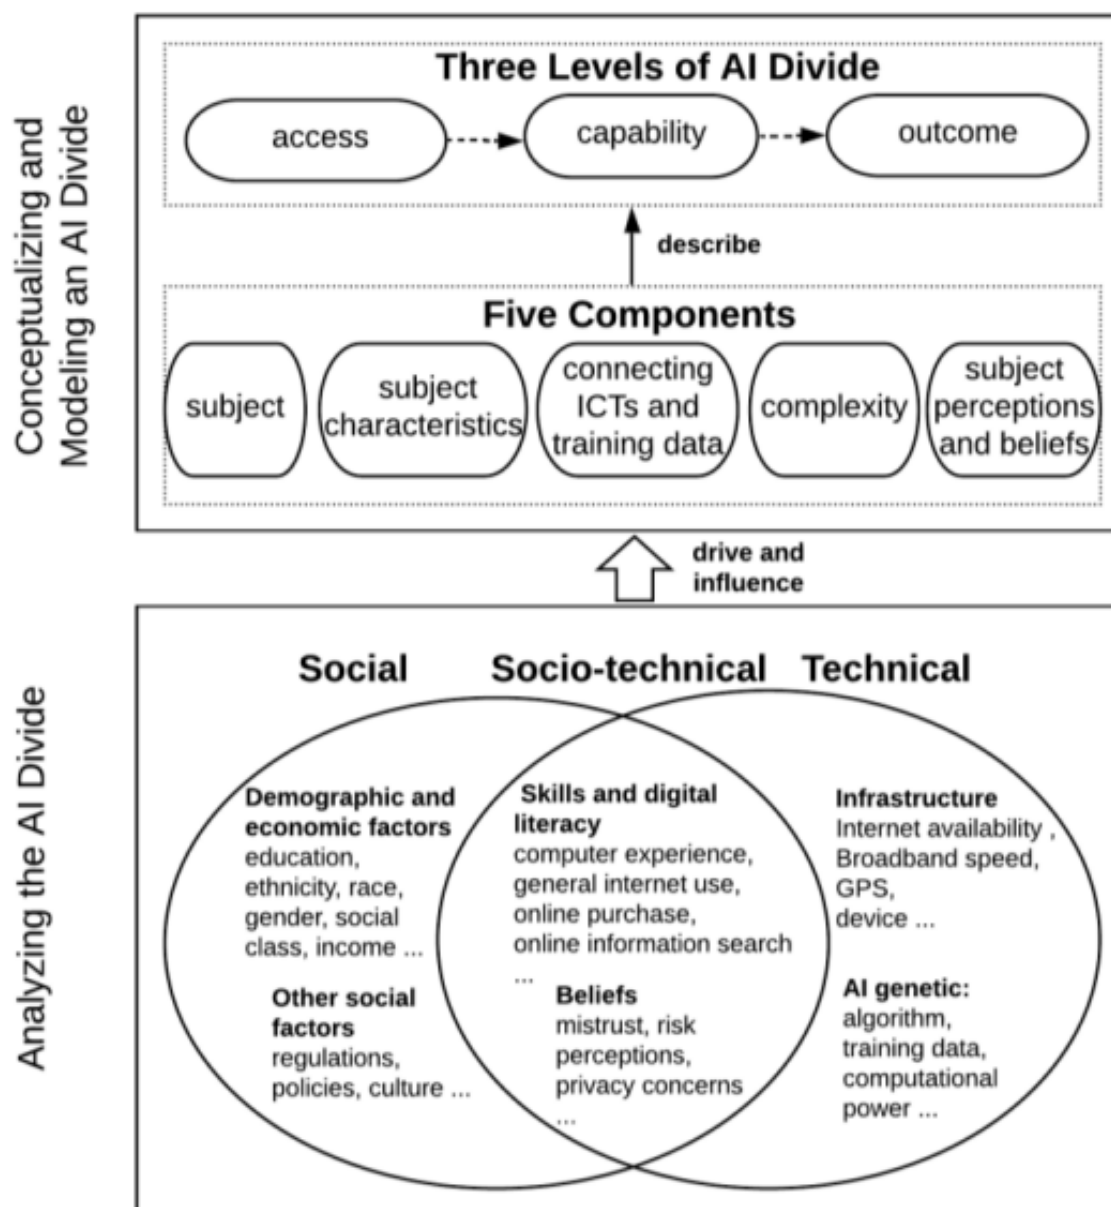 Conceptualizing and
Modeling an AI Divide
Three Levels of AI Divide
access
capability
outcome
describe
Five Components
subject
subject
characteristics
connecting
ICTs and
training data
complexity
subject
perceptions
and beliefs
drive and
influence
Analyzing the AI Divide
Social
Socio-technical
Technical
Demographic and
economic factors
education,
ethnicity, race,
gender, social
class, income ...
Other social
factors
regulations,
policies, culture ...
Skills and digital
literacy
computer experience,
general internet use,
online purchase,
online information search
...
Beliefs
mistrust, risk
perceptions,
privacy concerns
...
Infrastructure
Internet availability ,
Broadband speed,
GPS,
device ...
AI genetic:
algorithm,
training data,
computational
power ...